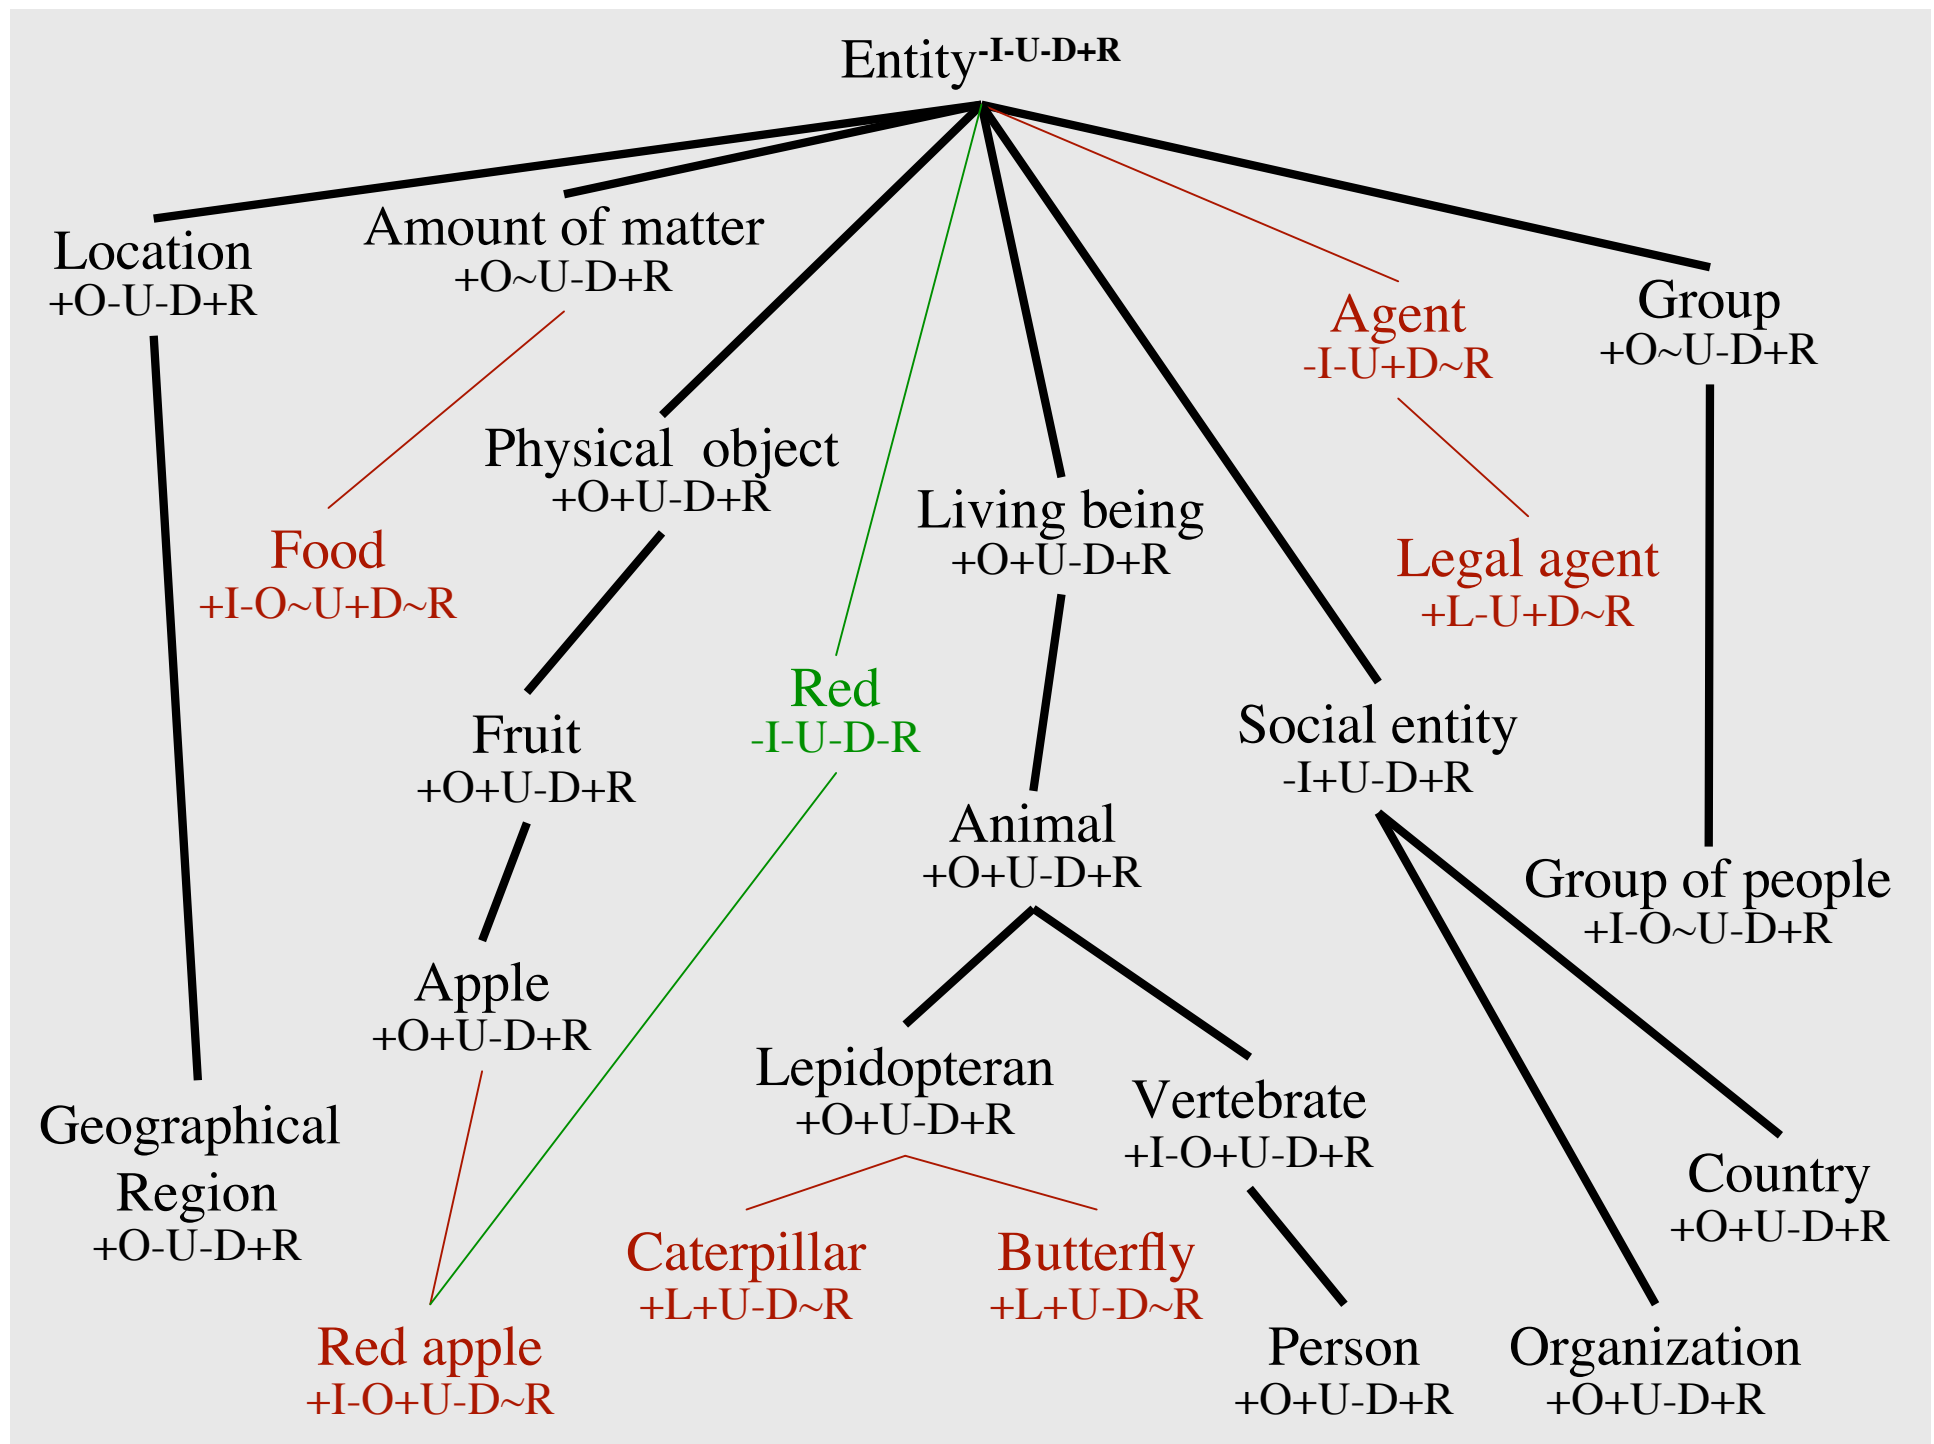 Entity-I-U-D+R
Location
+O-U-D+R
Amount of matter
+O~U-D+R
Agent
-I-U+D~R
Group
+O~U-D+R
Physical object
+O+U-D+R
Living being
+O+U-D+R
Food
+I-O~U+D~R
Legal agent
+L-U+D~R
Red
-I-U-D-R
Fruit
+O+U-D+R
Social entity
-I+U-D+R
Animal
+O+U-D+R
Group of people
+I-O~U-D+R
Apple
+O+U-D+R
Lepidopteran
+O+U-D+R
Vertebrate
+I-O+U-D+R
Geographical
Region
+O-U-D+R
Country
+O+U-D+R
Caterpillar
+L+U-D~R
Butterfly
+L+U-D~R
Red apple
+I-O+U-D~R
Person
+O+U-D+R
Organization
+O+U-D+R